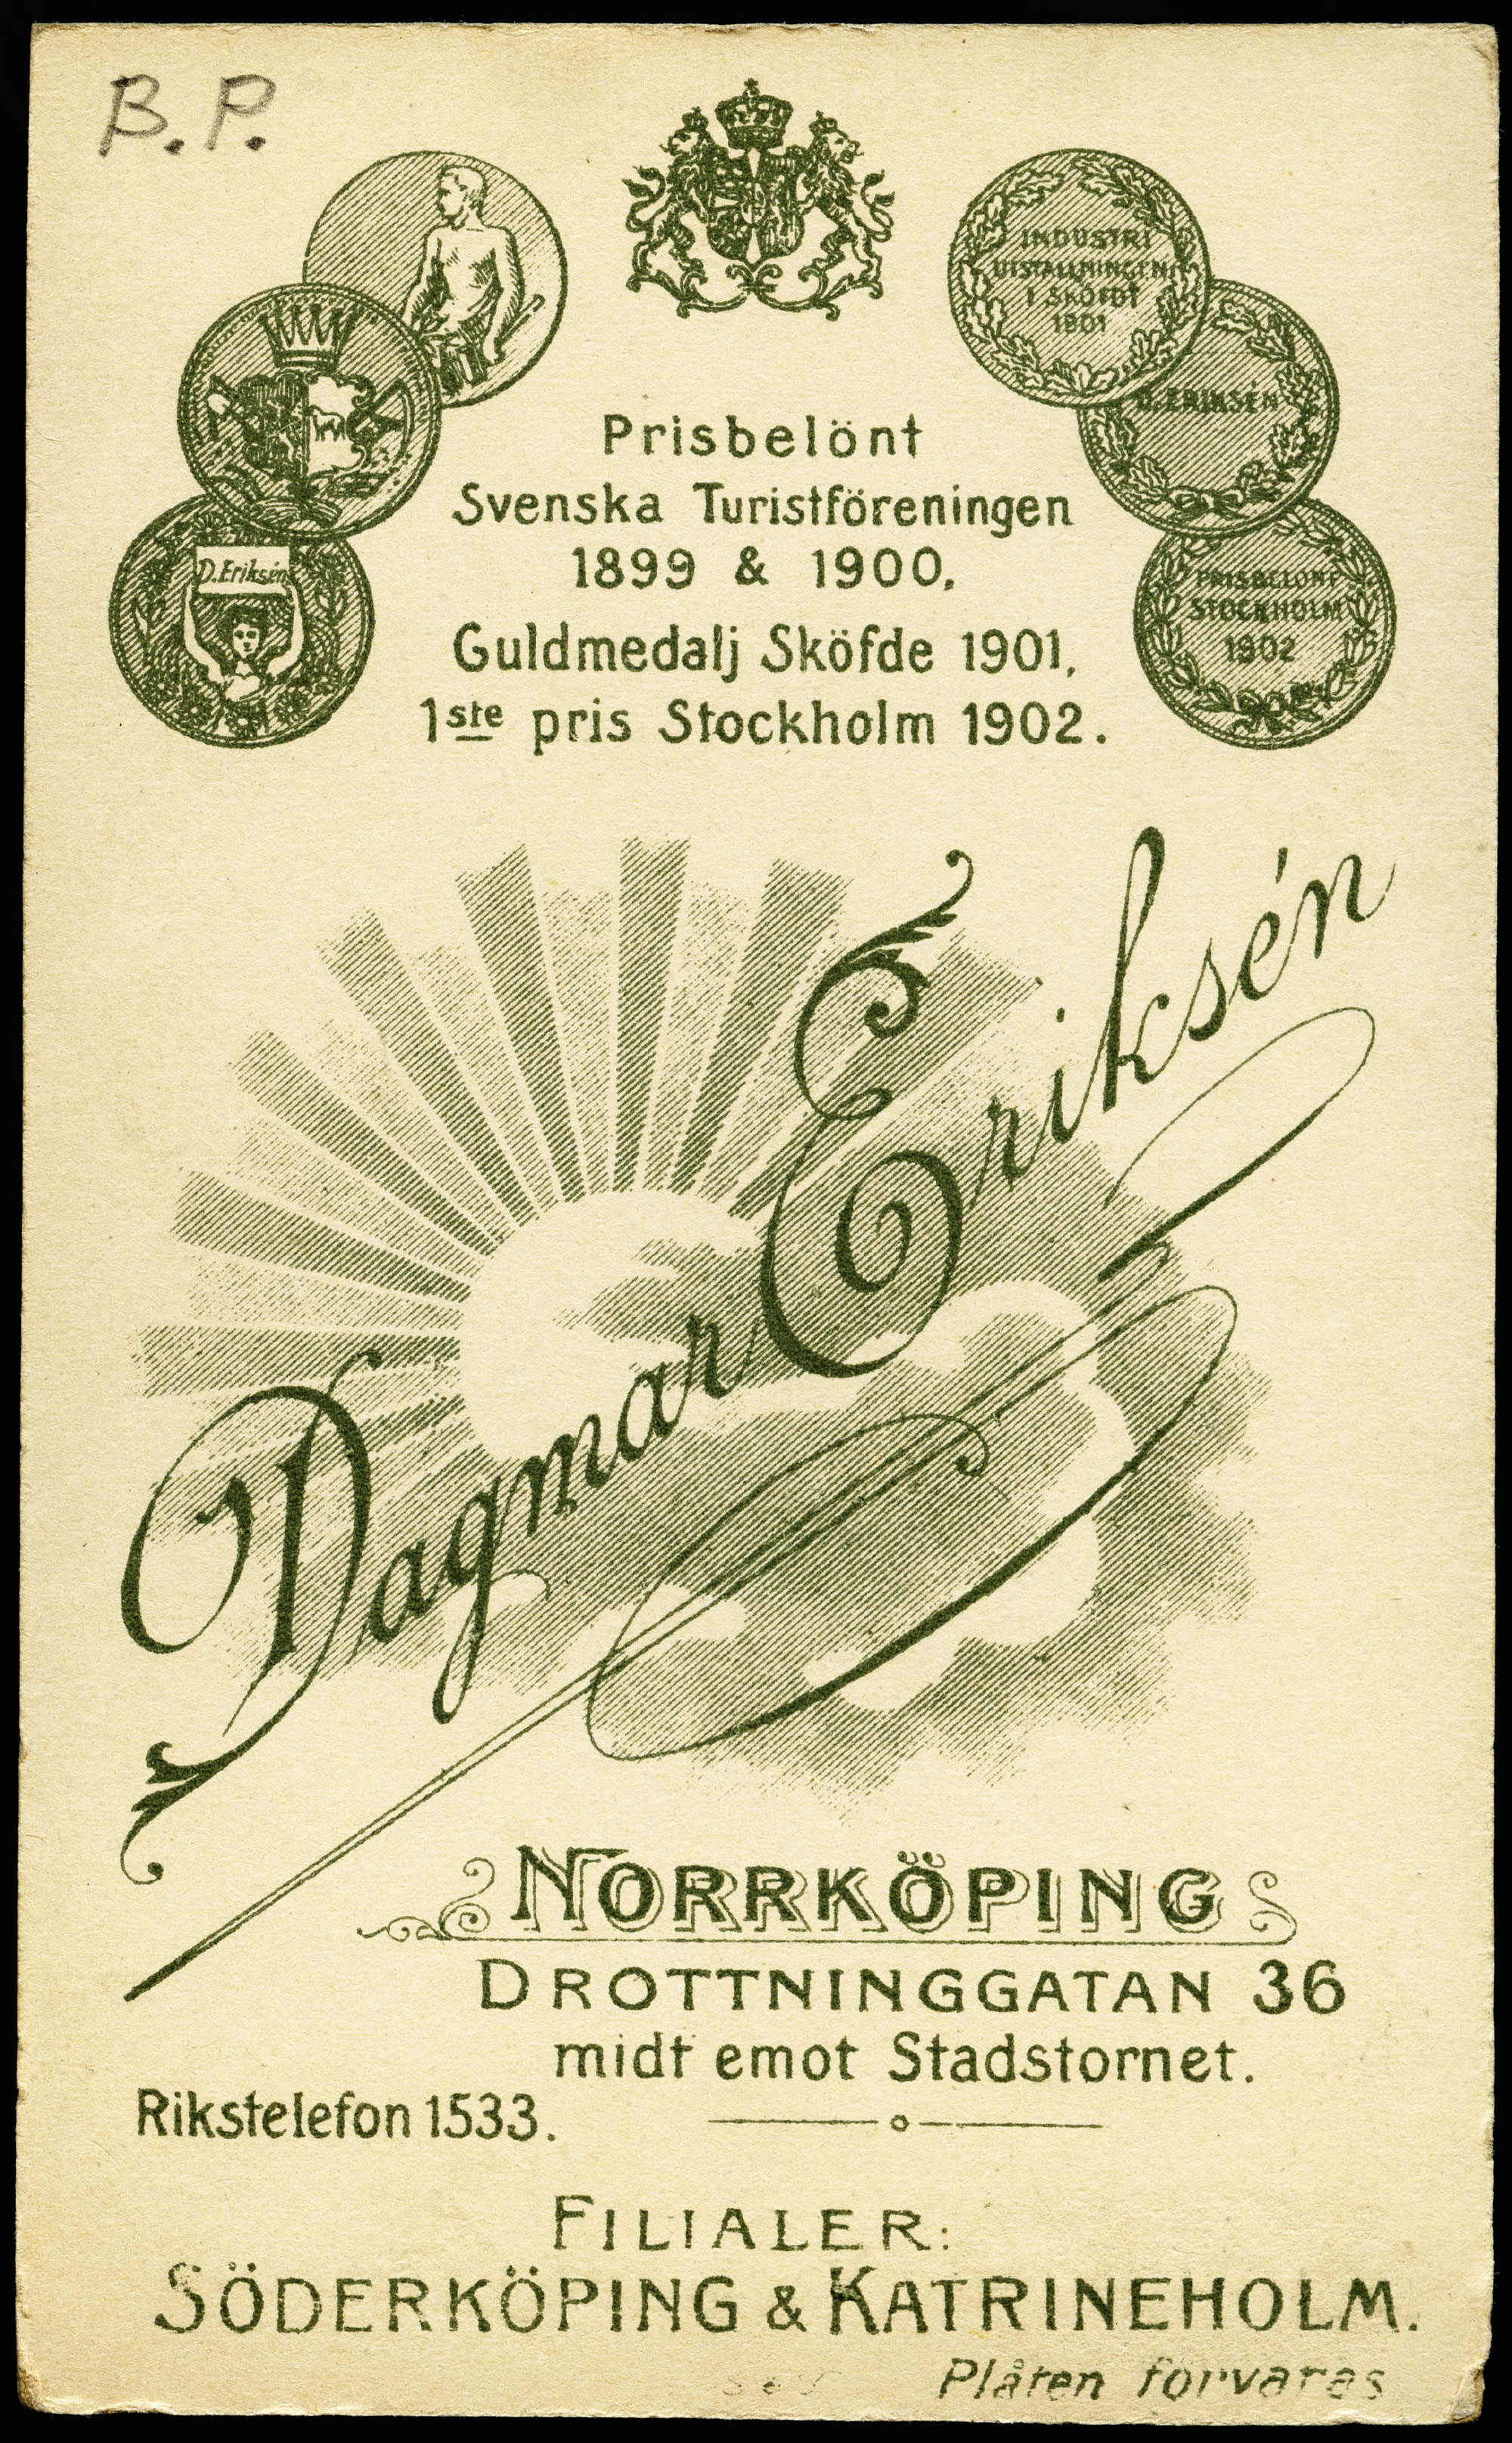 B. P.
INDUSTRI
UTSTÄLLNINGEN
I SKÖFDE
1901
D. ERIKSÉN
PRISBELÖNT
STOCKHOLM
1902
D. Eriksén
Prisbelönt
Svenska Turistföreningen
1899 & 1900.
Guldmedalj Sköfde 1901.
1ste pris Stockholm 1902.
Dagmar Eriksén
NORRKÖPING
DROTTNINGGATAN 36
midt emot Stadstornet.
Rikstelefon 1533.
FILIALER:
SÖDERKÖPING & KATRINEHOLM.
Plåten förvaras